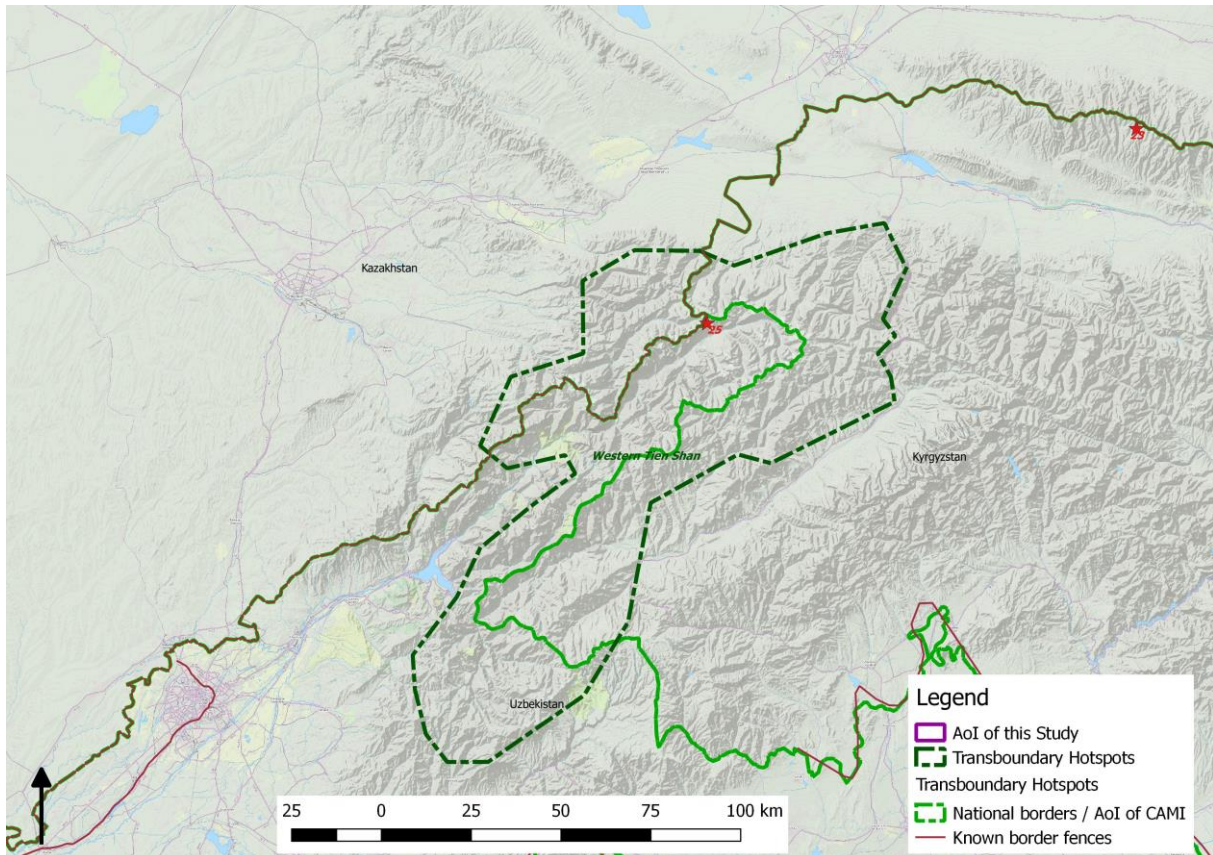 23
Kazakhstan
25
Western Tien Shan
Kyrgyzstan
Uzbekistan
Legend
AoI of this Study
Transboundary Hotspots
Transboundary Hotspots
National borders / AoI of CAMI
Known border fences
25 0 25 50 75 100 km